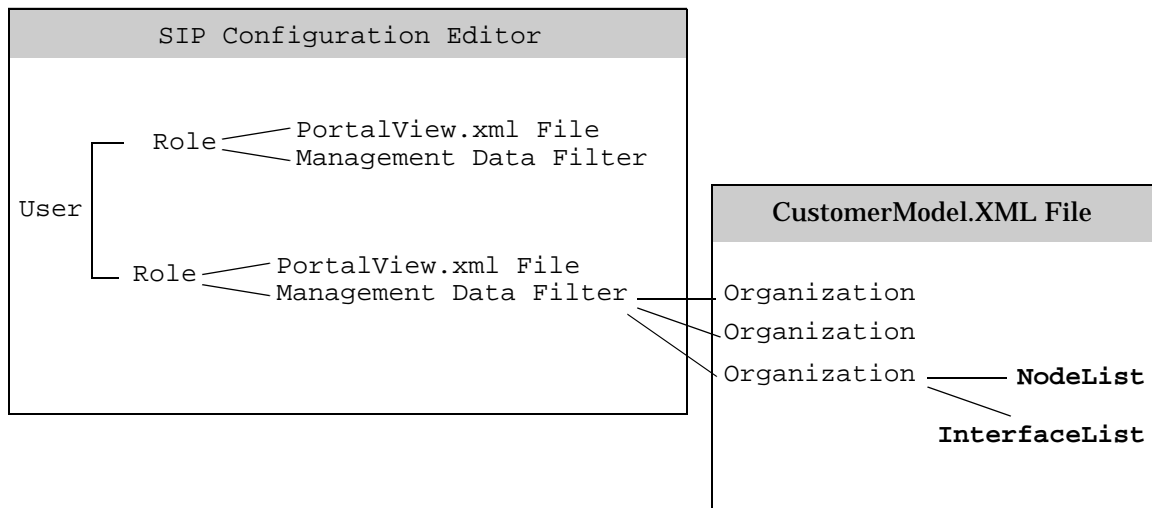 SIP Configuration Editor
Role
PortalView.xml File
Management Data Filter
User
Role
PortalView.xml File
Management Data Filter
CustomerModel.XML File
Organization
Organization
Organization
NodeList
InterfaceList